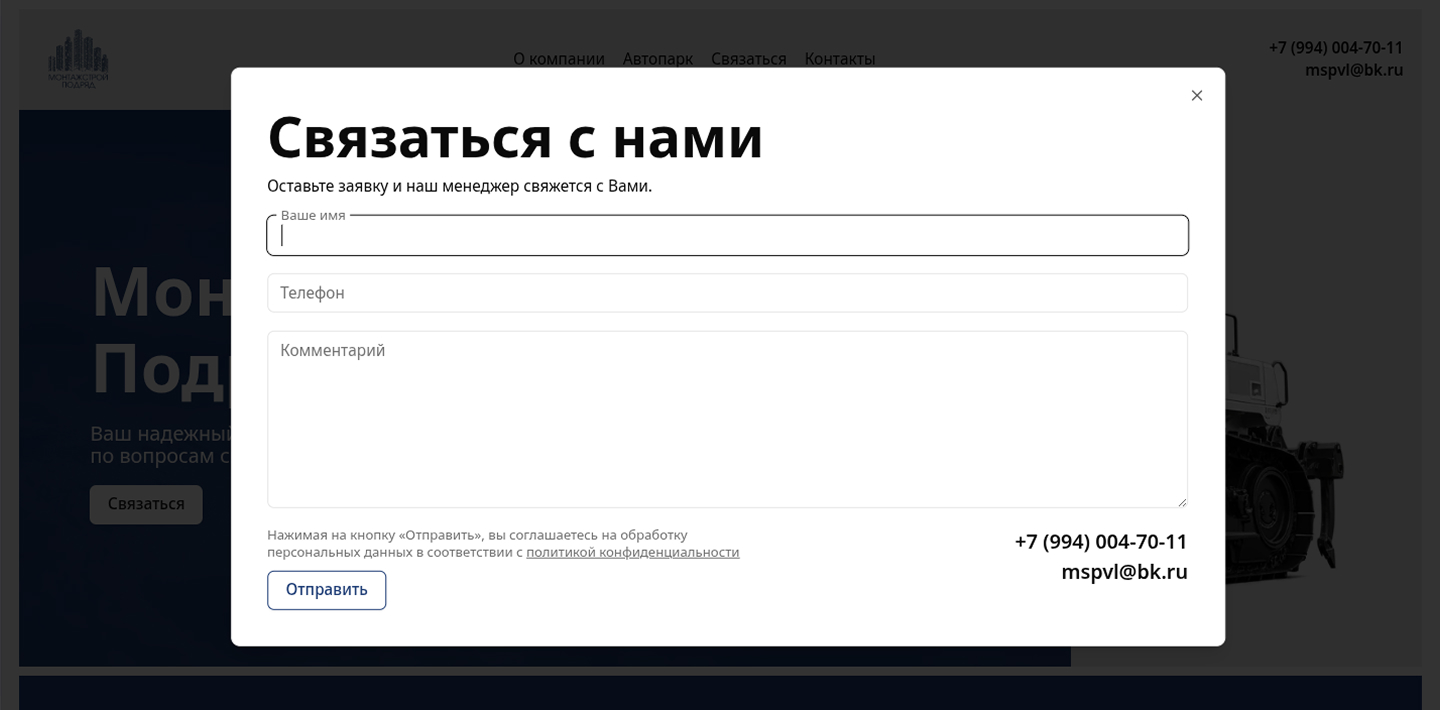 МОНТАЖСТРОЙ
ПОДРЯД
О компании Автопарк Связаться Контакты
+7 (994) 004-70-11
mspvl@bk.ru
Связаться с нами
Оставьте заявку и наш менеджер свяжется с Вами.
Ваше имя
Телефон
Комментарий
Нажимая на кнопку «Отправить», вы соглашаетесь на обработку
персональных данных в соответствии с политикой конфиденциальности
Отправить
+7 (994) 004-70-11
mspvl@bk.ru
Мон
Под
Ваш надежный
по вопросам с
Связаться